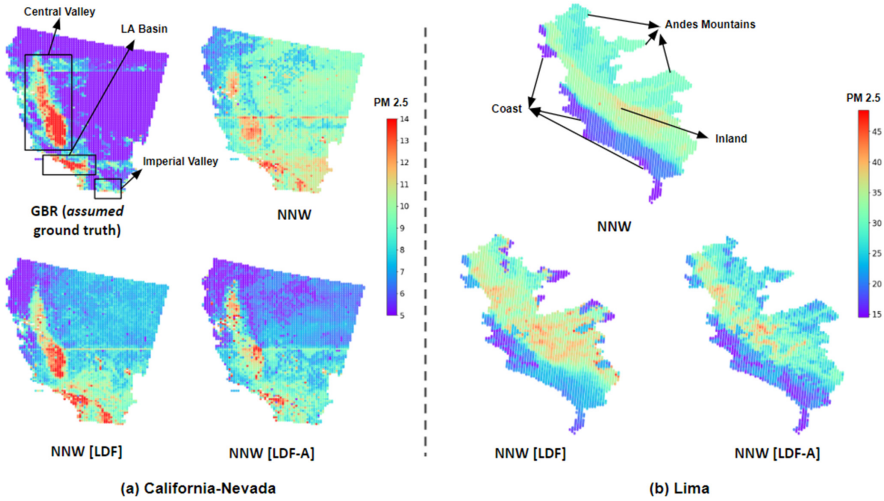 Central Valley
LA Basin
Imperial Valley
GBR (assumed
ground truth)
NNW
PM 2.5
14
13
12
11
10
9
8
7
6
5
NNW [LDF]
NNW [LDF-A]
(a) California-Nevada
Andes Mountains
Coast
Inland
NNW
PM 2.5
45
40
35
30
25
20
15
NNW [LDF]
NNW [LDF-A]
(b) Lima